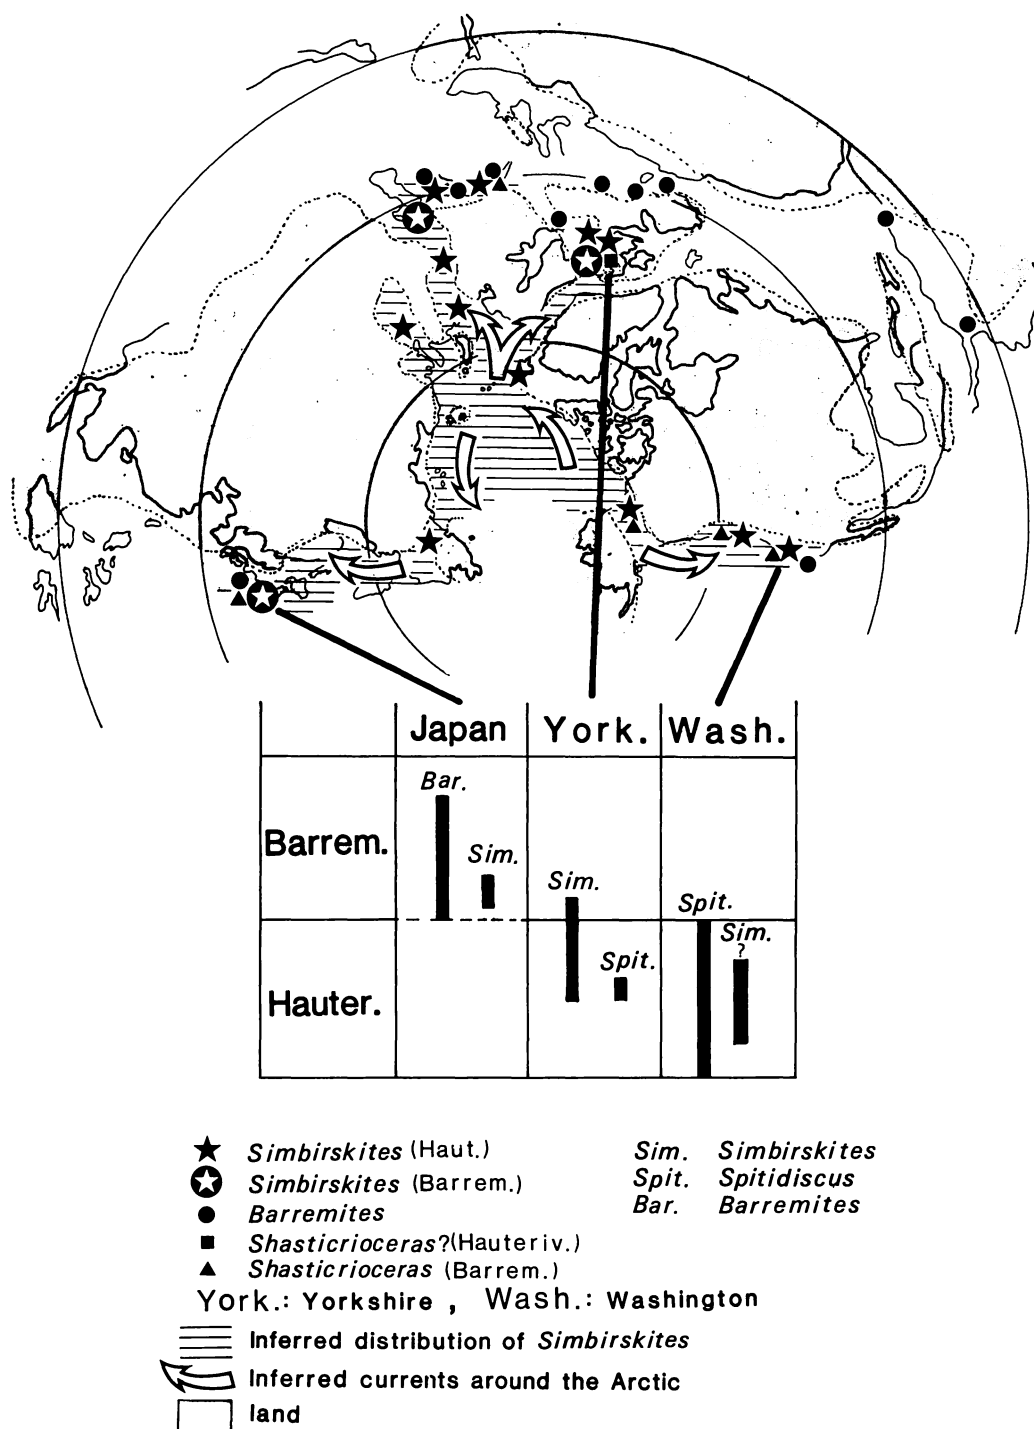 Japan York. Wash.
Bar.
Barrem.
Sim.
Sim.
Spit.
Sim.
?
Spit.
Hauter.
Simbirskites (Haut.) Sim. Simbirskites
Simbirskites (Barrem.) Spit. Spitidiscus
Barremites Bar. Barremites
Shasticrioceras?(Hauteriv.)
Shasticrioceras (Barrem.)
York.: Yorkshire , Wash.: Washington
Inferred distribution of Simbirskites
Inferred currents around the Arctic
land